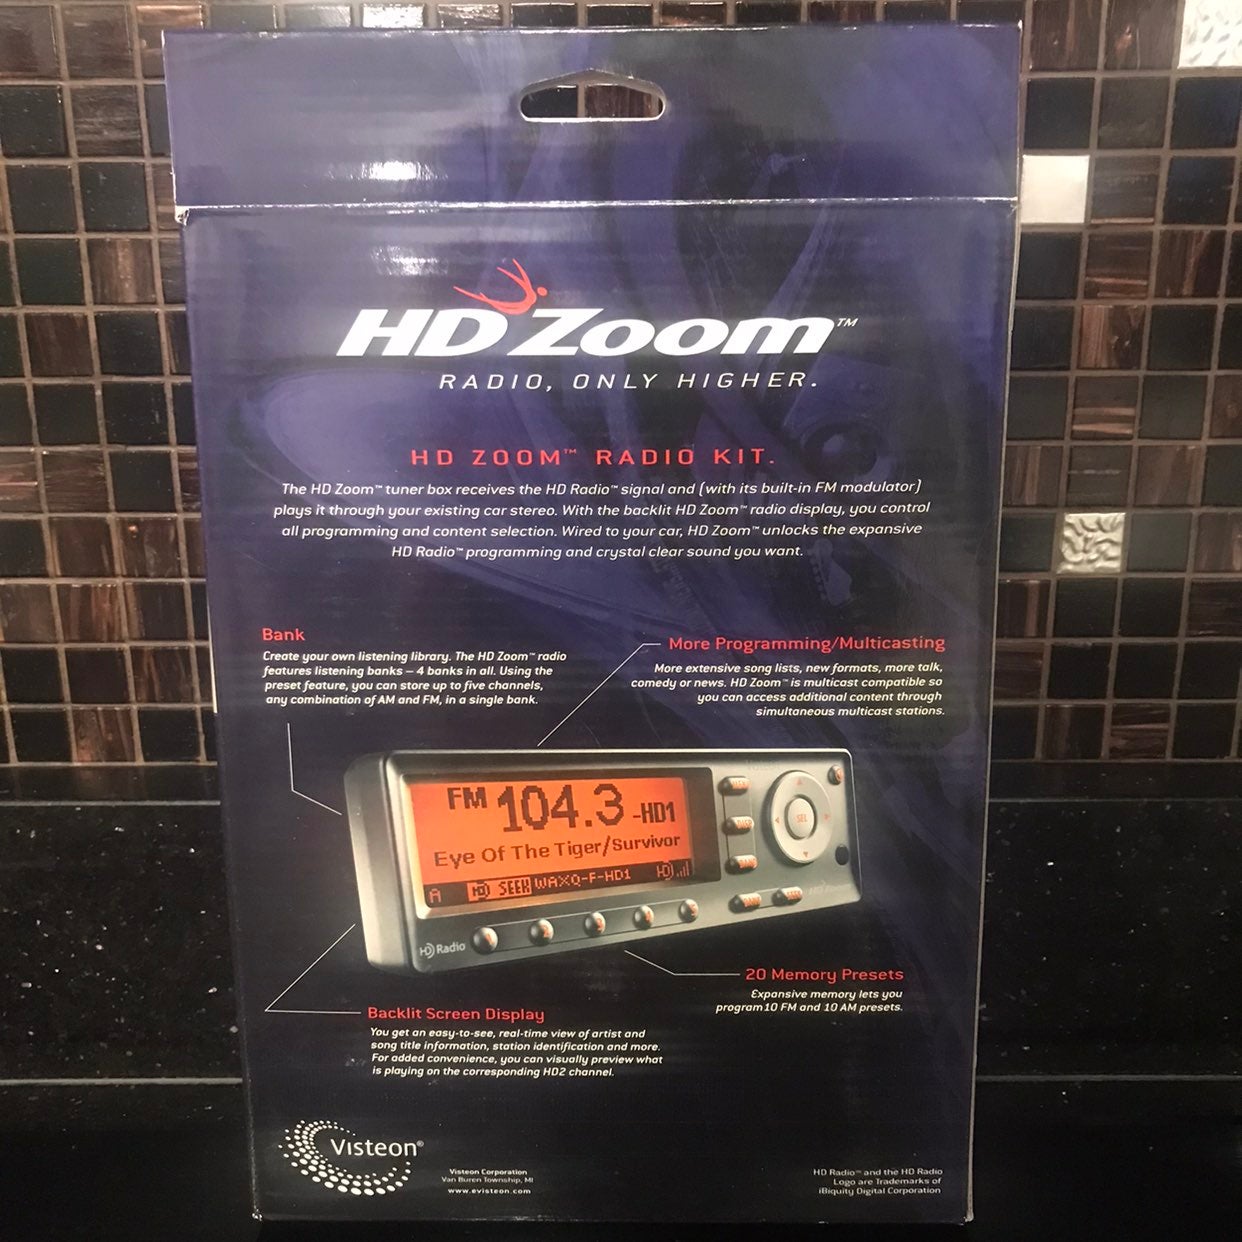 HD Zoom™
RADIO, ONLY HIGHER.
HD ZOOM™ RADIO KIT.
The HD Zoom™ tuner box receives the HD Radio™ signal and (with its built-in FM modulator)
plays it through your existing car stereo. With the backlit HD Zoom™ radio display, you control
all programming and content selection. Wired to your car, HD Zoom™ unlocks the expansive
HD Radio™ programming and crystal clear sound you want.
Bank
Create your own listening library. The HD Zoom™ radio
features listening banks – 4 banks in all. Using the
preset feature, you can store up to five channels,
any combination of AM and FM, in a single bank.
More Programming/Multicasting
More extensive song lists, new formats, more talk,
comedy or news. HD Zoom™ is multicast compatible so
you can access additional content through
simultaneous multicast stations.
FM 104.3 -HD1
Eye Of The Tiger/Survivor
A HD SEEK WAXQ-F-HD1 HD
MENU
DISP
BAND
SEL
HD Zoom
HD Radio 1 2 3 4 5
20 Memory Presets
Expansive memory lets you
program 10 FM and 10 AM presets.
Backlit Screen Display
You get an easy-to-see, real-time view of artist and
song title information, station identification and more.
For added convenience, you can visually preview what
is playing on the corresponding HD2 channel.
Visteon®
Visteon Corporation
Van Buren Township, MI
www.evisteon.com
HD Radio™ and the HD Radio
Logo are Trademarks of
iBiquity Digital Corporation